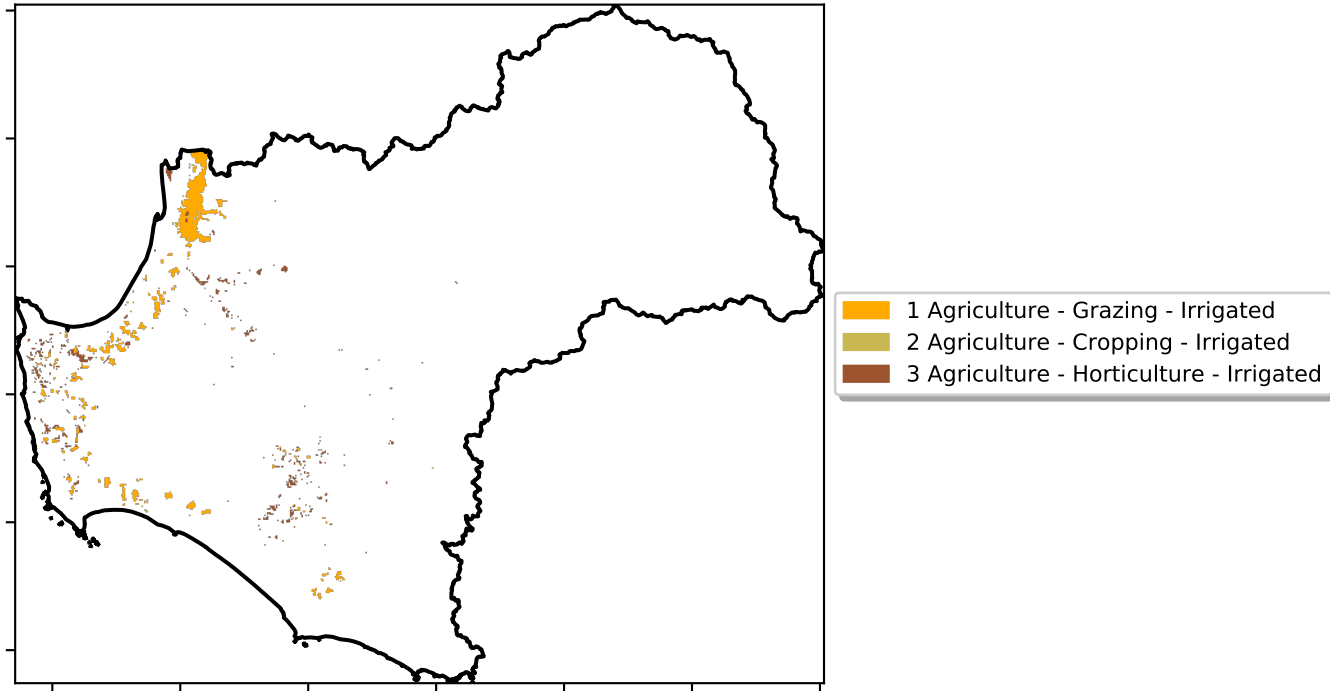 1 Agriculture - Grazing - Irrigated
2 Agriculture - Cropping - Irrigated
3 Agriculture - Horticulture - Irrigated